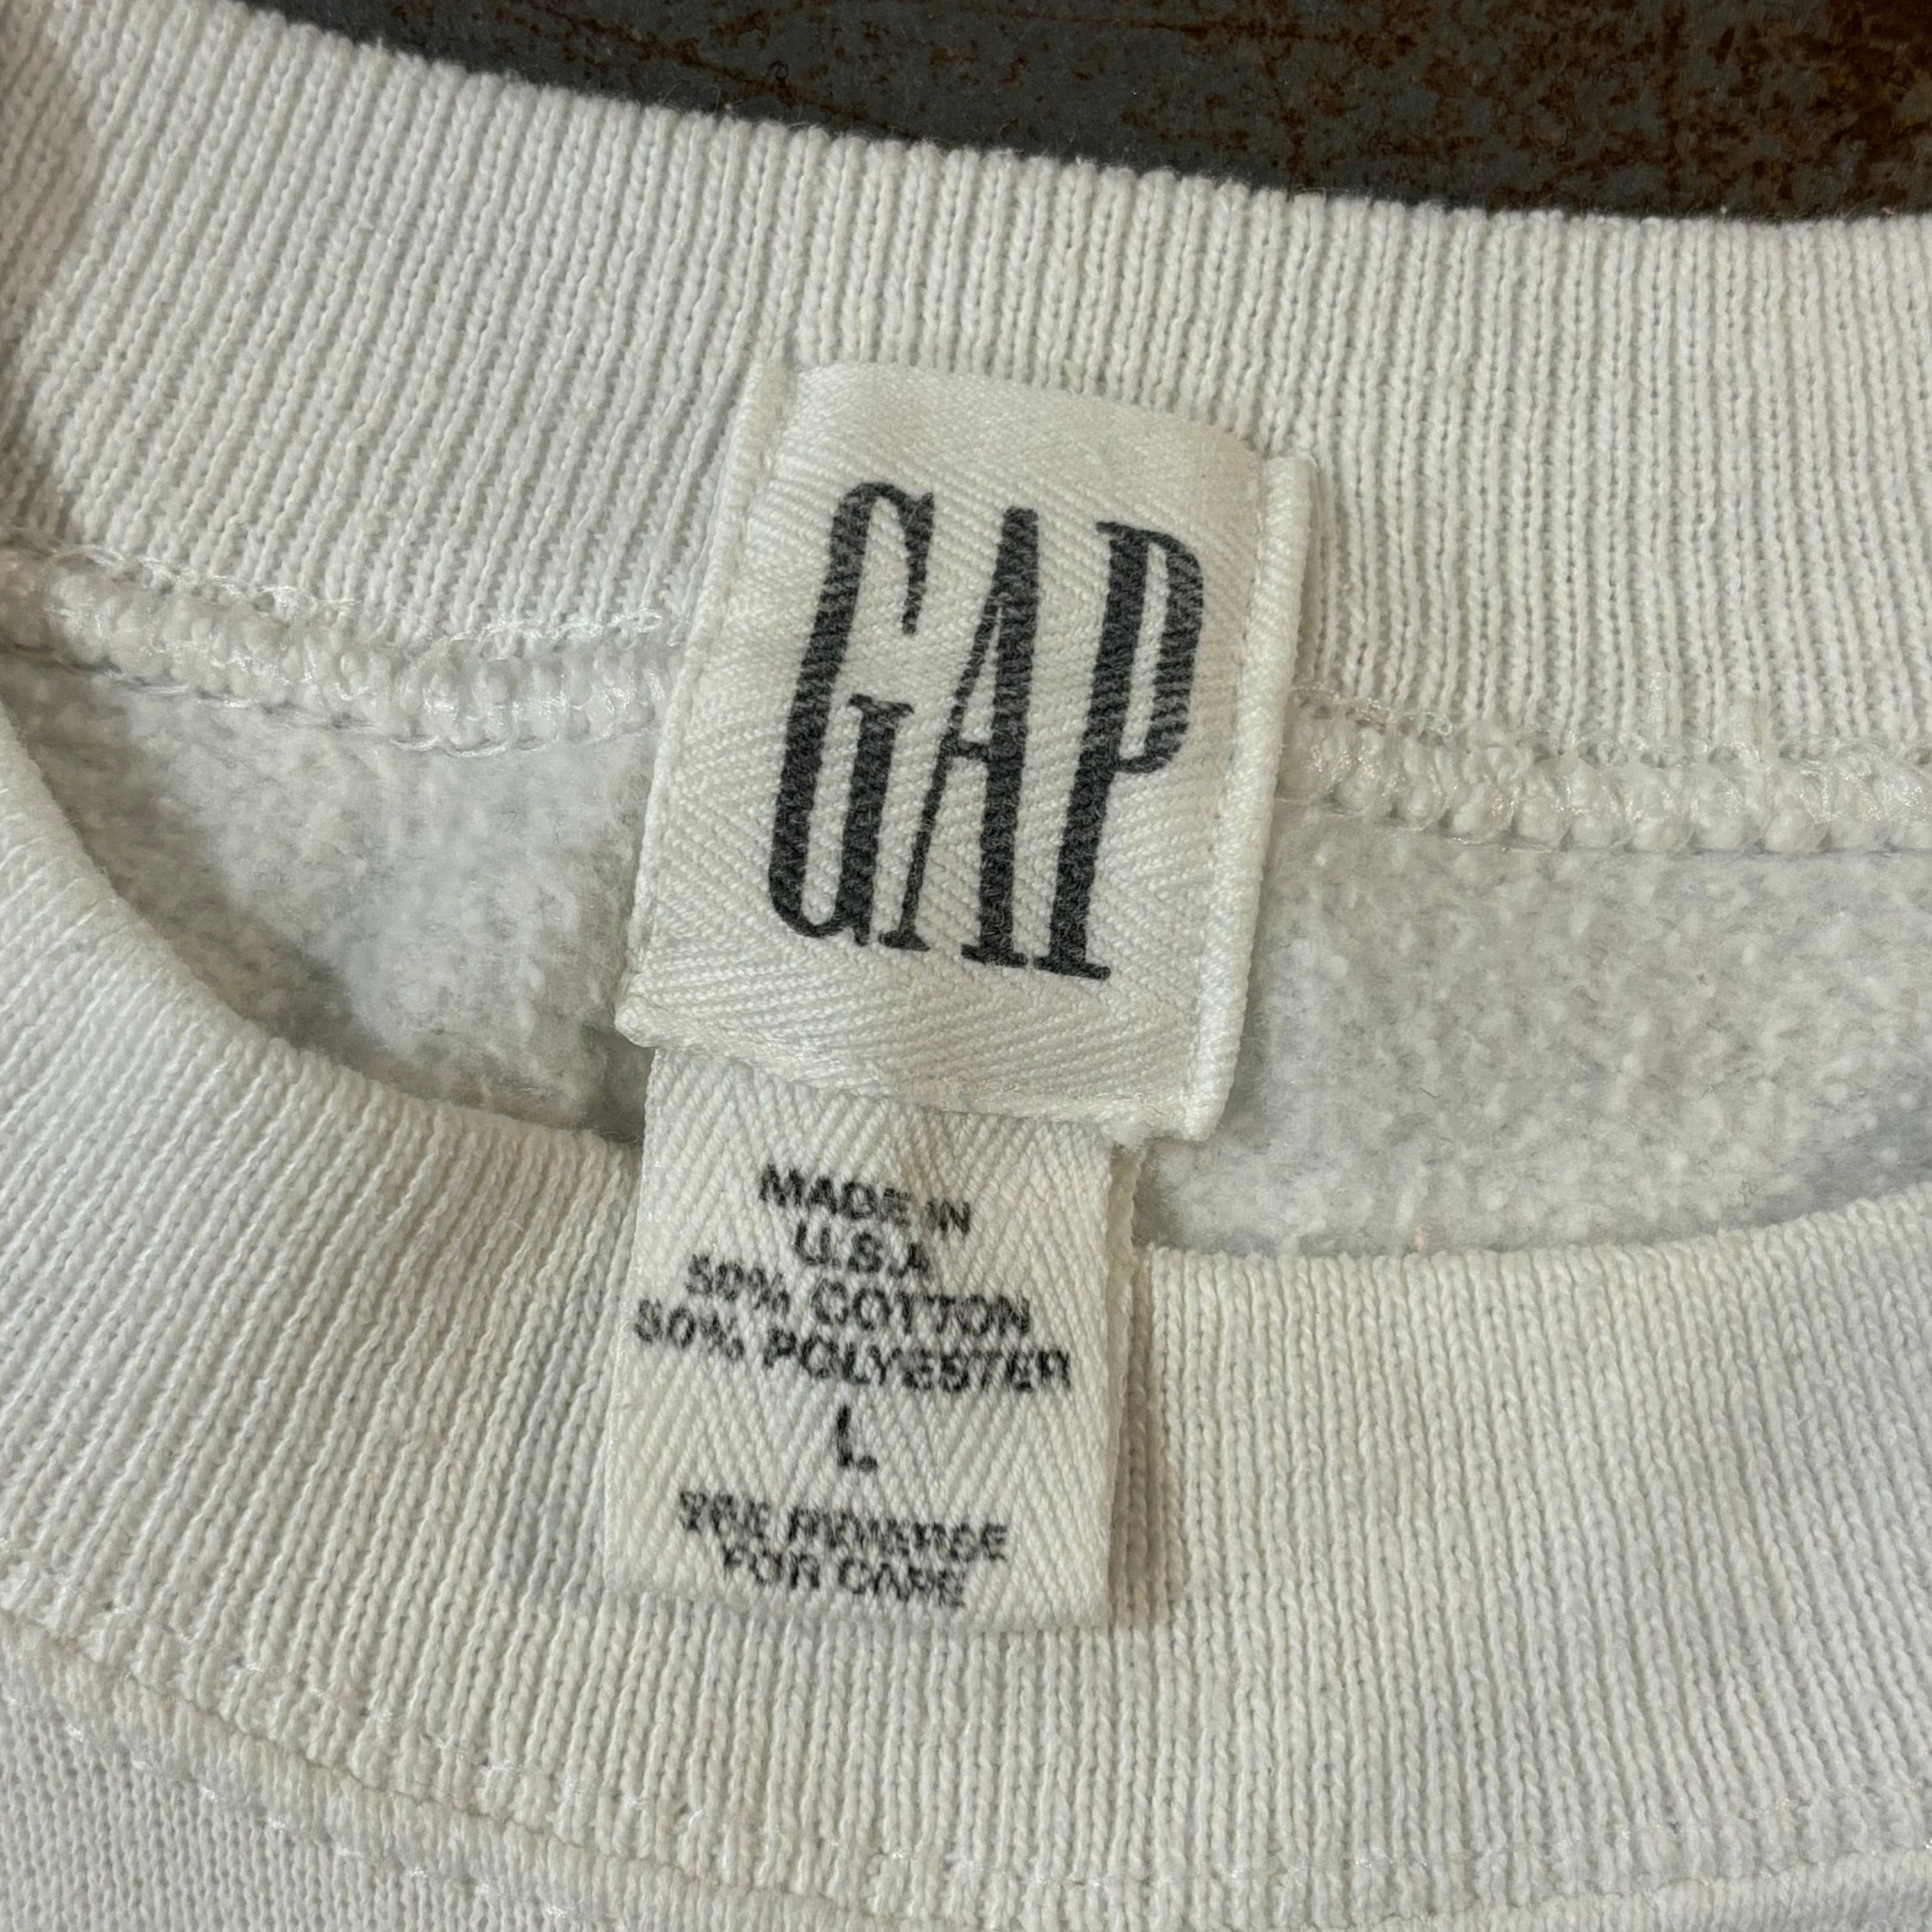 GAP
MADE IN
U.S.A
50% COTTON
50% POLYESTER
L
SEE REVERSE
FOR CARE